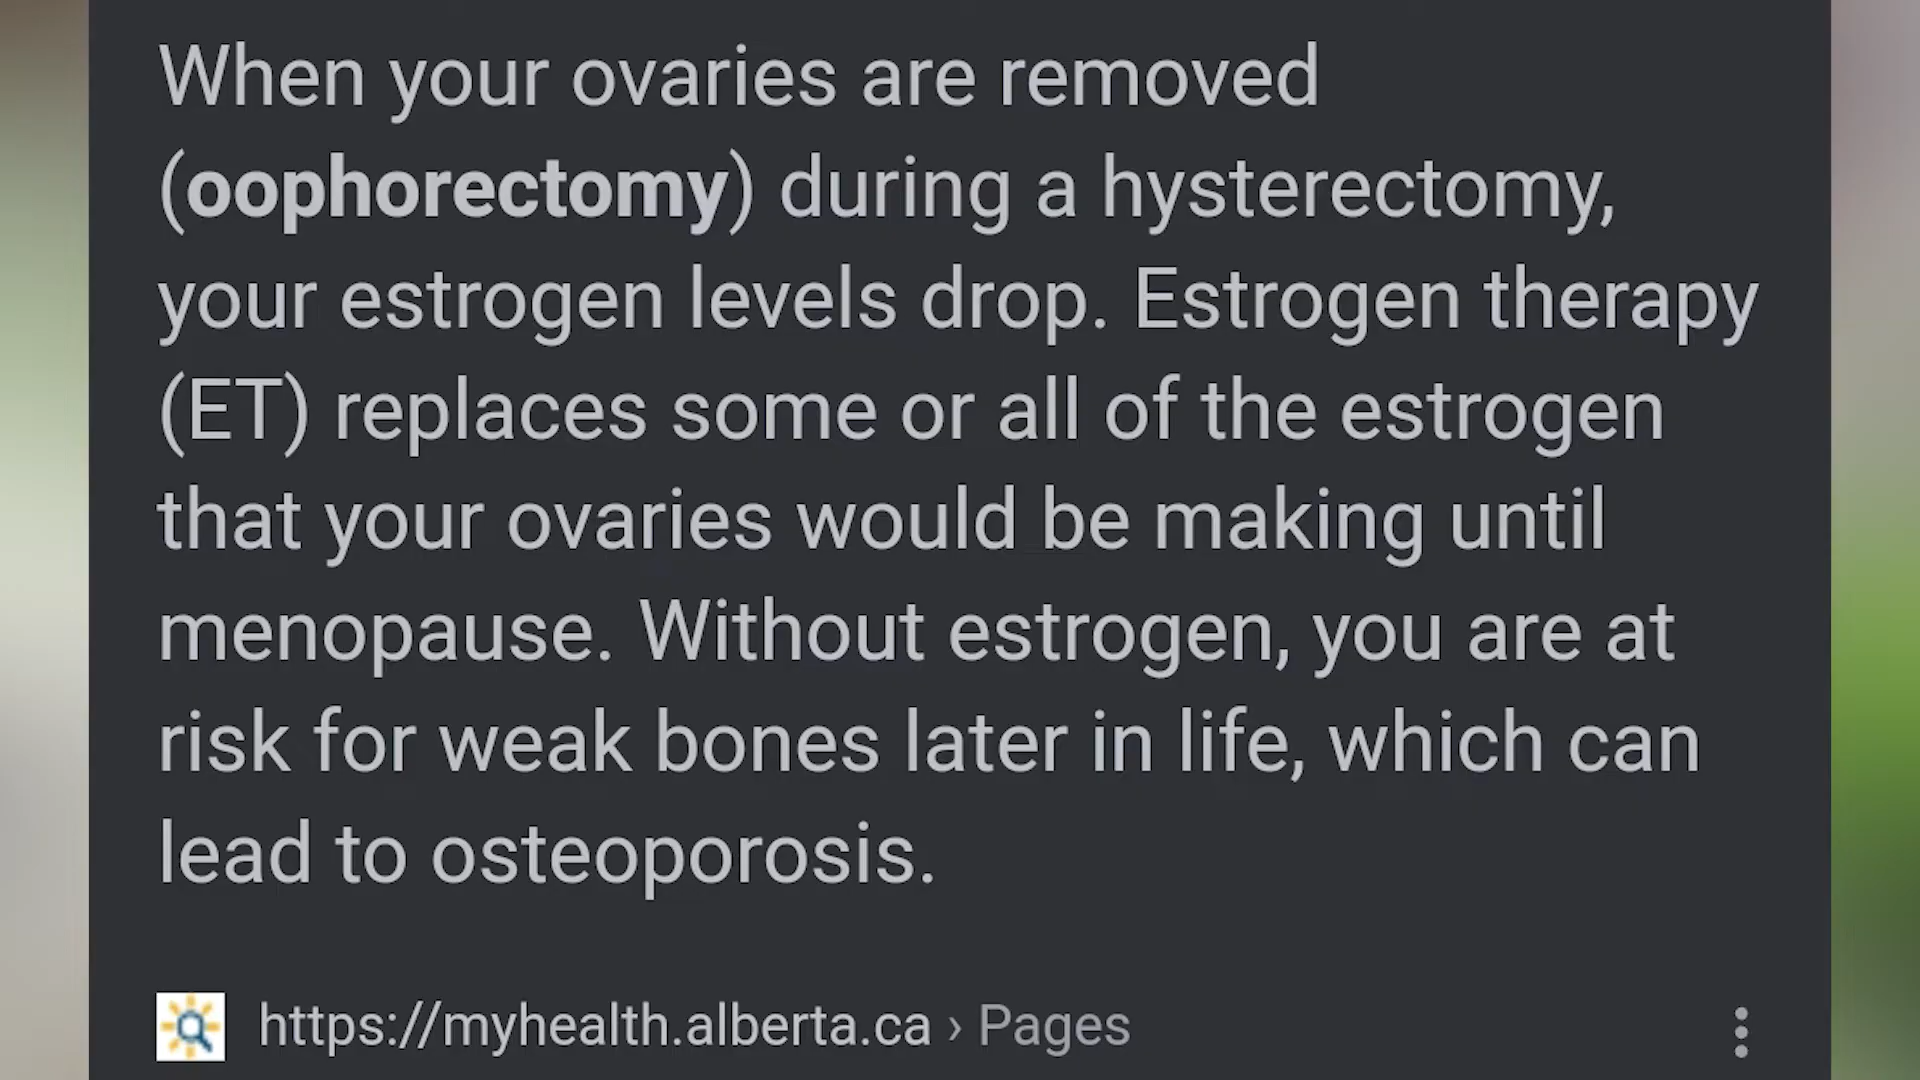 When your ovaries are removed
(oophorectomy) during a hysterectomy,
your estrogen levels drop. Estrogen therapy
(ET) replaces some or all of the estrogen
that your ovaries would be making until
menopause. Without estrogen, you are at
risk for weak bones later in life, which can
lead to osteoporosis.
https://myhealth.alberta.ca › Pages